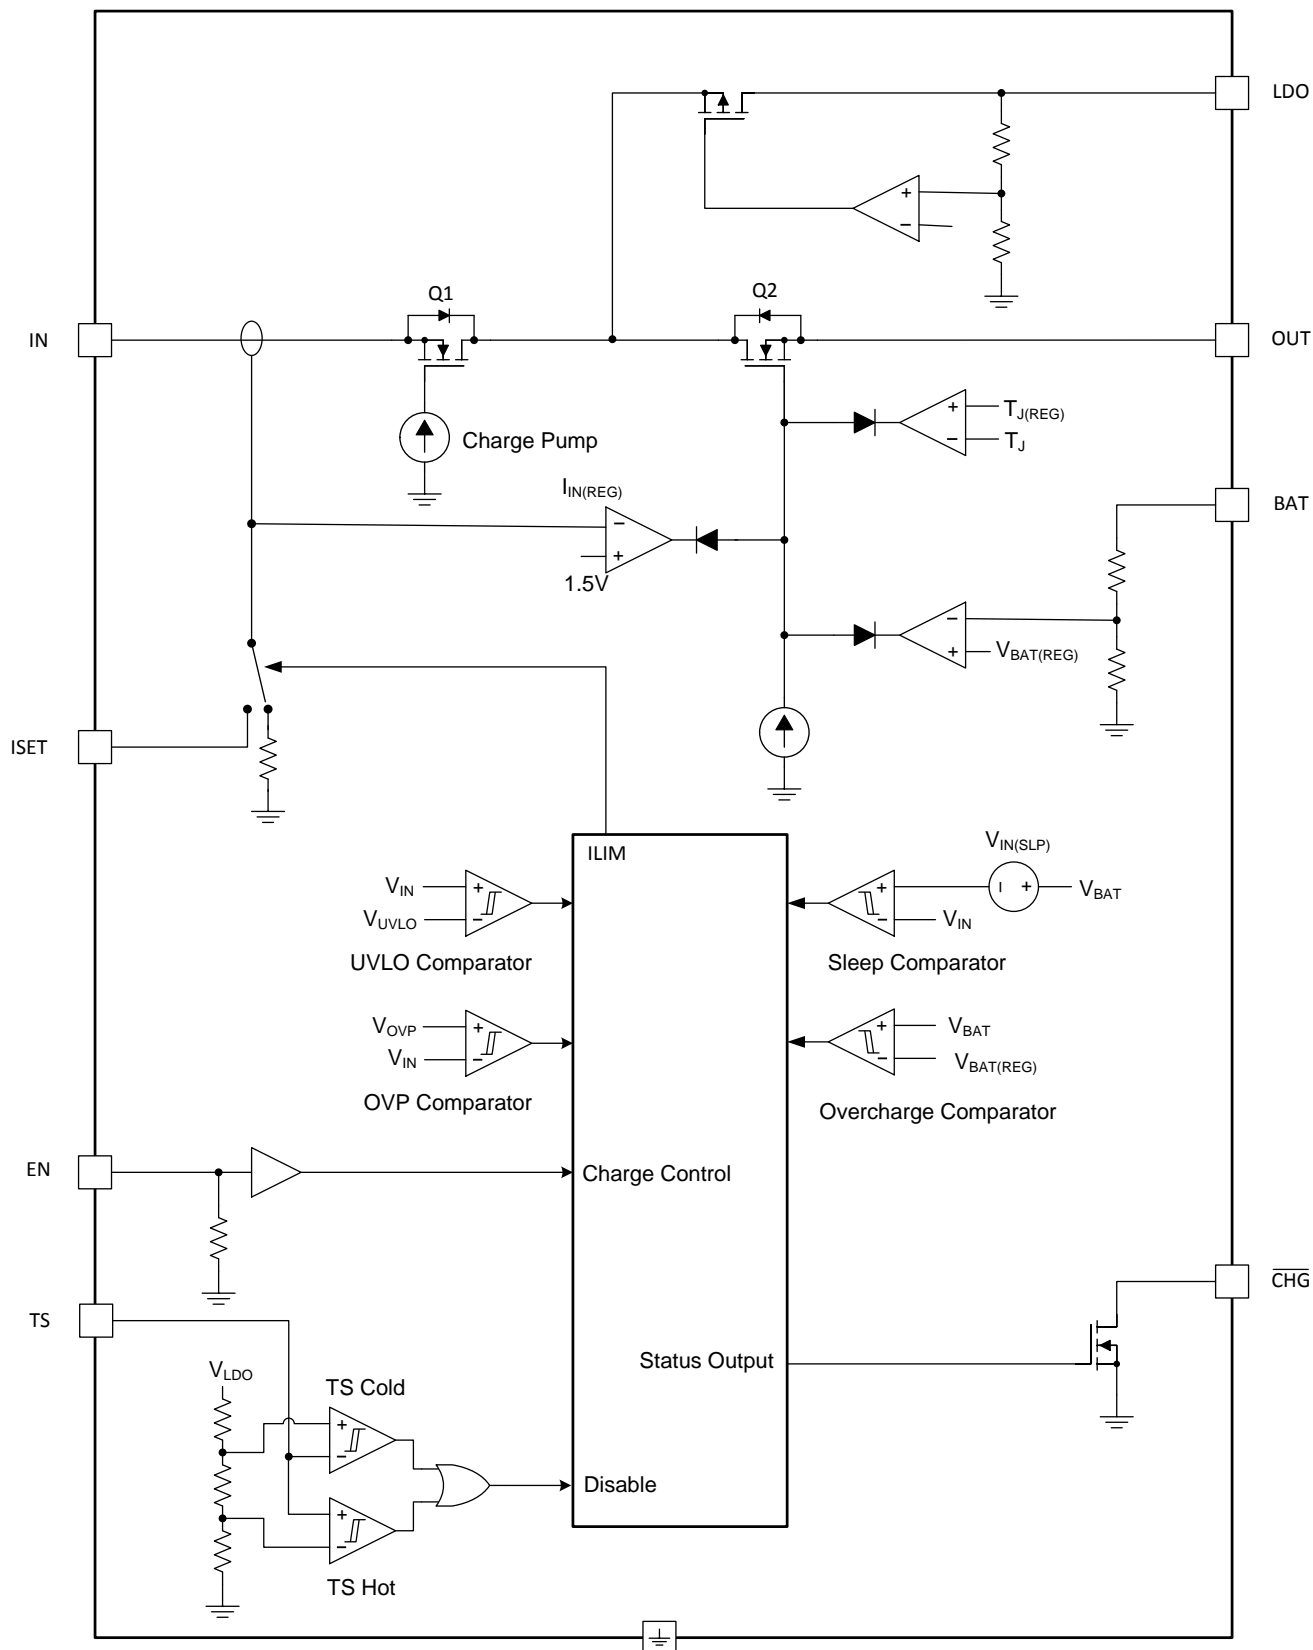 LDO
Q1
Q2
IN
OUT
T_J(REG)
T_J
Charge Pump
I_IN(REG)
BAT
1.5V
V_BAT(REG)
ISET
ILIM
V_IN(SLP)
V_IN
V_UVLO
V_BAT
V_IN
UVLO Comparator
Sleep Comparator
V_OVP
V_IN
V_BAT
V_BAT(REG)
OVP Comparator
Overcharge Comparator
EN
Charge Control
CHG
TS
Status Output
V_LDO
TS Cold
Disable
TS Hot